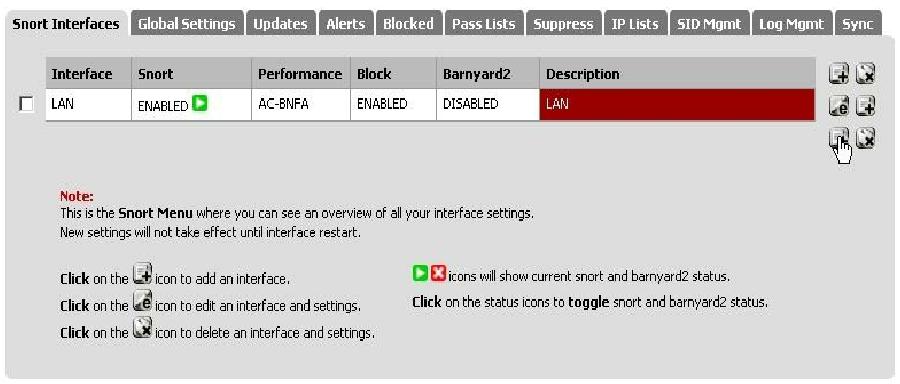 Snort Interfaces Global Settings Updates Alerts Blocked Pass Lists Suppress IP Lists SID Mgmt Log Mgmt Sync
Interface Snort Performance Block Barnyard2 Description
LAN ENABLED AC-BNFA ENABLED DISABLED LAN
Note:
This is the Snort Menu where you can see an overview of all your interface settings.
New settings will not take effect until interface restart.
Click on the icon to add an interface.
Click on the icon to edit an interface and settings.
Click on the icon to delete an interface and settings.
icons will show current snort and barnyard2 status.
Click on the status icons to toggle snort and barnyard2 status.